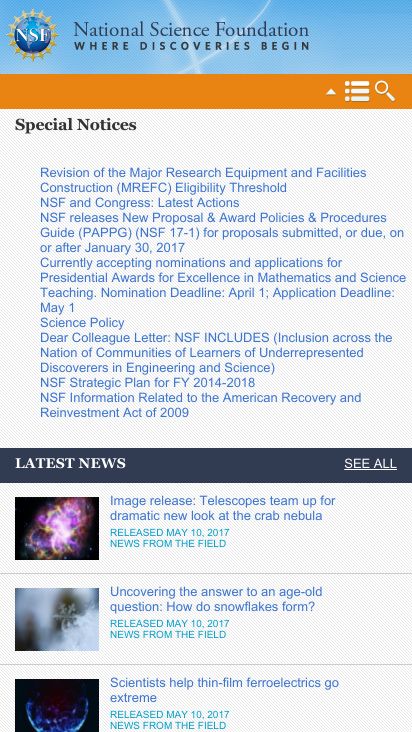 NSF
National Science Foundation
WHERE DISCOVERIES BEGIN
Special Notices
Revision of the Major Research Equipment and Facilities
Construction (MREFC) Eligibility Threshold
NSF and Congress: Latest Actions
NSF releases New Proposal & Award Policies & Procedures
Guide (PAPPG) (NSF 17-1) for proposals submitted, or due, on
or after January 30, 2017
Currently accepting nominations and applications for
Presidential Awards for Excellence in Mathematics and Science
Teaching. Nomination Deadline: April 1; Application Deadline:
May 1
Science Policy
Dear Colleague Letter: NSF INCLUDES (Inclusion across the
Nation of Communities of Learners of Underrepresented
Discoverers in Engineering and Science)
NSF Strategic Plan for FY 2014-2018
NSF Information Related to the American Recovery and
Reinvestment Act of 2009
LATEST NEWS SEE ALL
Image release: Telescopes team up for
dramatic new look at the crab nebula
RELEASED MAY 10, 2017
NEWS FROM THE FIELD
Uncovering the answer to an age-old
question: How do snowflakes form?
RELEASED MAY 10, 2017
NEWS FROM THE FIELD
Scientists help thin-film ferroelectrics go
extreme
RELEASED MAY 10, 2017
NEWS FROM THE FIELD